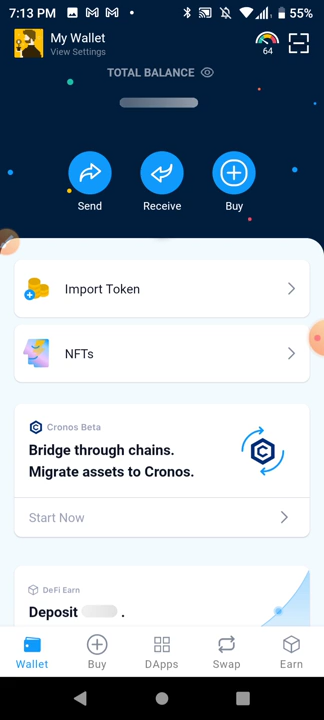 7:13 PM
55%
My Wallet
View Settings
64
TOTAL BALANCE
Send
Receive
Buy
Import Token
NFTs
Cronos Beta
Bridge through chains.
Migrate assets to Cronos.
Start Now
DeFi Earn
Deposit .
Wallet
Buy
DApps
Swap
Earn